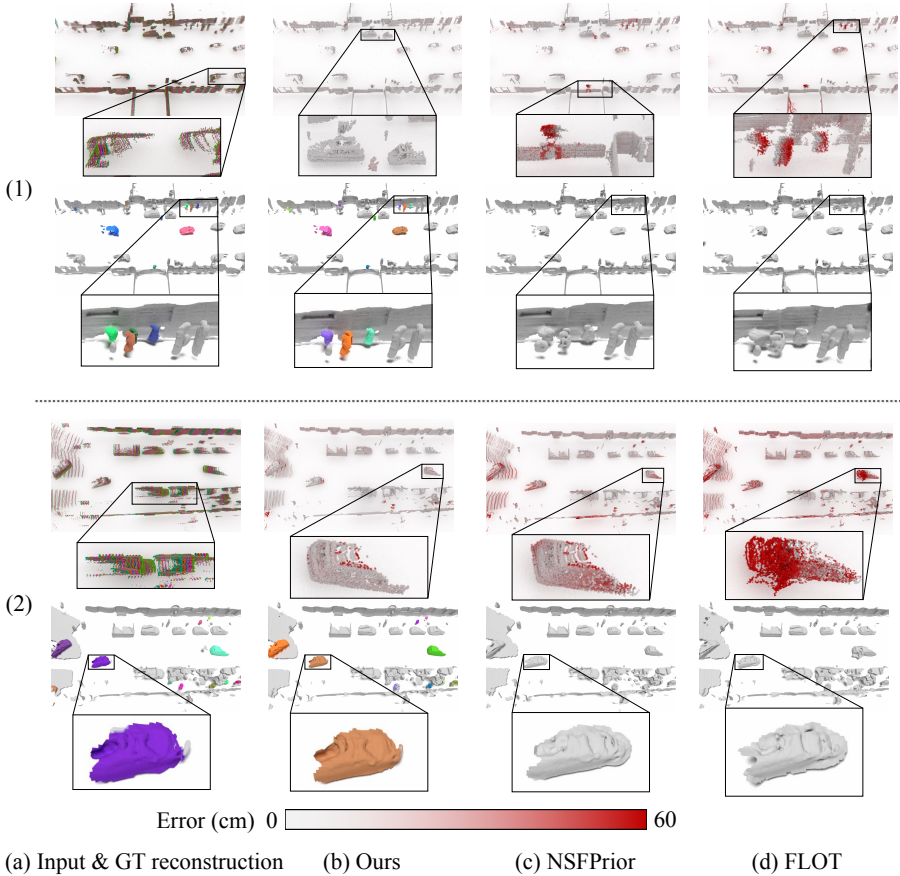 (1)
(2)
Error (cm) 0 60
(a) Input & GT reconstruction (b) Ours (c) NSFPrior (d) FLOT